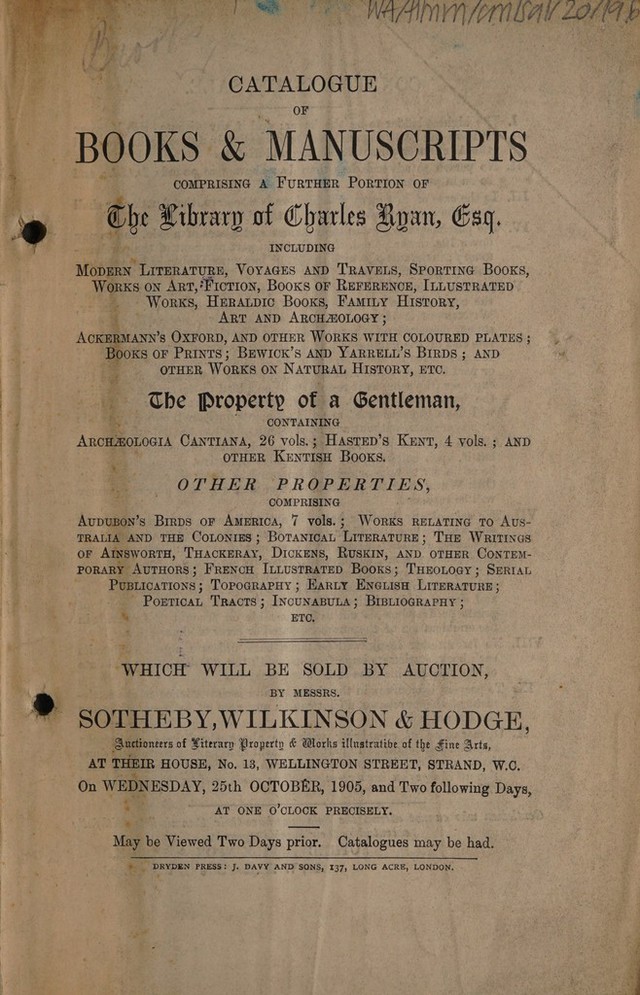 WA/HMM/CM/Sal/20/196
CATALOGUE
OF
BOOKS & MANUSCRIPTS
COMPRISING A FURTHER PORTION OF
The Library of Charles Ryan, Esq.
INCLUDING
MODERN LITERATURE, VOYAGES AND TRAVELS, SPORTING BOOKS,
WORKS ON ART, FICTION, BOOKS OF REFERENCE, ILLUSTRATED
WORKS, HERALDIC BOOKS, FAMILY HISTORY,
ART AND ARCHÆOLOGY;
ACKERMANN'S OXFORD, AND OTHER WORKS WITH COLOURED PLATES;
BOOKS OF PRINTS; BEWICK'S AND YARRELL'S BIRDS; AND
OTHER WORKS ON NATURAL HISTORY, ETC.
The Property of a Gentleman,
CONTAINING
ARCHÆOLOGIA CANTIANA, 26 vols.; HASTED'S KENT, 4 vols.; AND
OTHER KENTISH BOOKS.
OTHER PROPERTIES,
COMPRISING
AUDUBON'S BIRDS OF AMERICA, 7 vols.; WORKS RELATING TO AUS-
TRALIA AND THE COLONIES; BOTANICAL LITERATURE; THE WRITINGS
OF AINSWORTH, THACKERAY, DICKENS, RUSKIN, AND OTHER CONTEM-
PORARY AUTHORS; FRENCH ILLUSTRATED BOOKS; THEOLOGY; SERIAL
PUBLICATIONS; TOPOGRAPHY; EARLY ENGLISH LITERATURE;
POETICAL TRACTS; INCUNABULA; BIBLIOGRAPHY;
ETC.
WHICH WILL BE SOLD BY AUCTION,
BY MESSRS.
SOTHEBY, WILKINSON & HODGE,
Auctioneers of Literary Property & Works illustrative of the Fine Arts,
AT THEIR HOUSE, No. 13, WELLINGTON STREET, STRAND, W.C.
On WEDNESDAY, 25th OCTOBER, 1905, and Two following Days,
AT ONE O'CLOCK PRECISELY.
May be Viewed Two Days prior. Catalogues may be had.
DRYDEN PRESS: J. DAVY AND SONS, 137, LONG ACRE, LONDON.